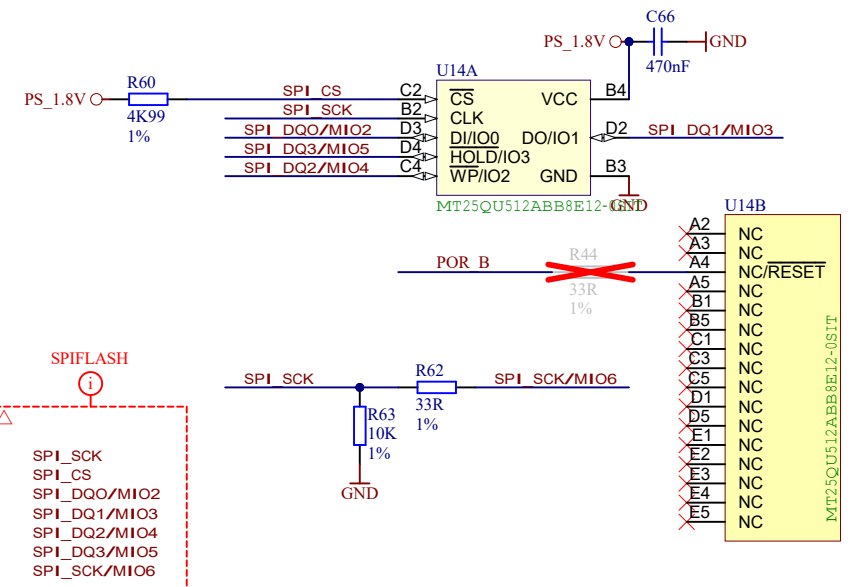 C66
PS_1.8V
GND
470nF
U14A
R60
PS_1.8V
4K99
1%
SPI_CS
C2
CS
VCC
B4
SPI_SCK
B2
CLK
SPI_DQ0/MIO2
D3
DI/IO0
DO/IO1
D2
SPI_DQ1/MIO3
SPI_DQ3/MIO5
D4
HOLD/IO3
SPI_DQ2/MIO4
C4
WP/IO2
GND
B3
MT25QU512ABB8E12-0SIT
GND
U14B
A2 NC
A3 NC
POR_B
R44
33R
1%
A4 NC/RESET
A5 NC
B1 NC
B5 NC
C1 NC
C3 NC
C5 NC
D1 NC
D5 NC
E1 NC
E2 NC
E3 NC
E4 NC
E5 NC
MT25QU512ABB8E12-0SIT
SPI_SCK
R62
33R
1%
SPI_SCK/MIO6
R63
10K
1%
GND
SPIFLASH
i
SPI_SCK
SPI_CS
SPI_DQ0/MIO2
SPI_DQ1/MIO3
SPI_DQ2/MIO4
SPI_DQ3/MIO5
SPI_SCK/MIO6